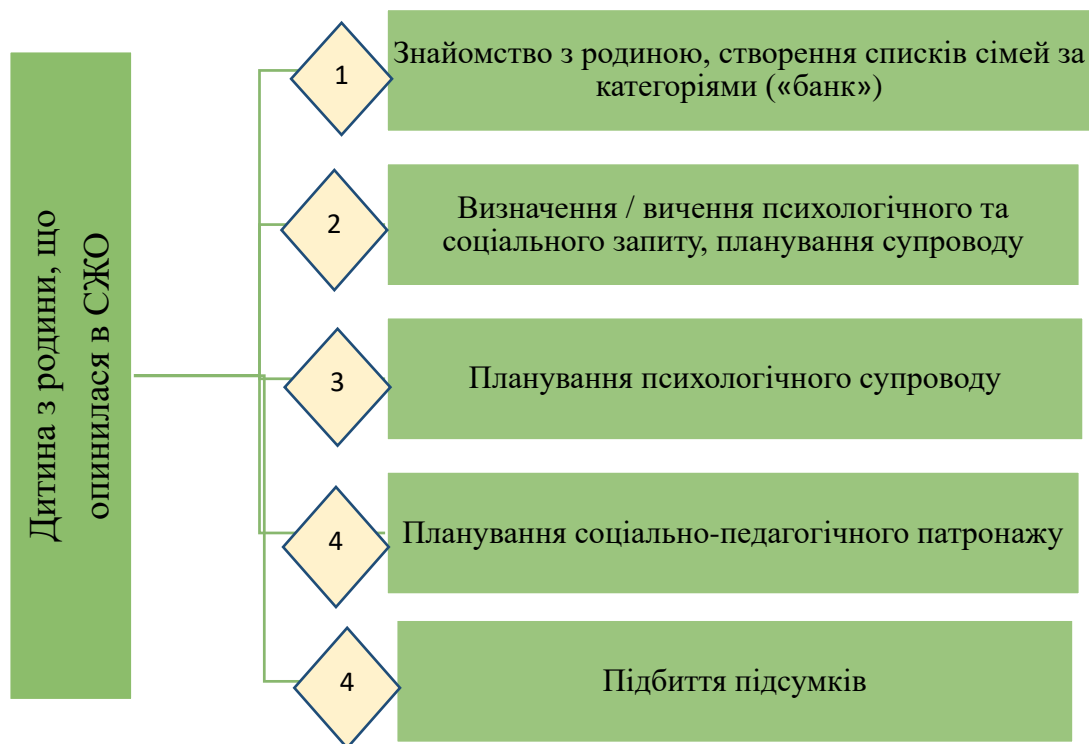 Дитина з родини, що
опинилася в СЖО
1
Знайомство з родиною, створення списків сімей за
категоріями («банк»)
2
Визначення / вичення психологічного та
соціального запиту, планування супроводу
3
Планування психологічного супроводу
4
Планування соціально-педагогічного патронажу
4
Підбиття підсумків